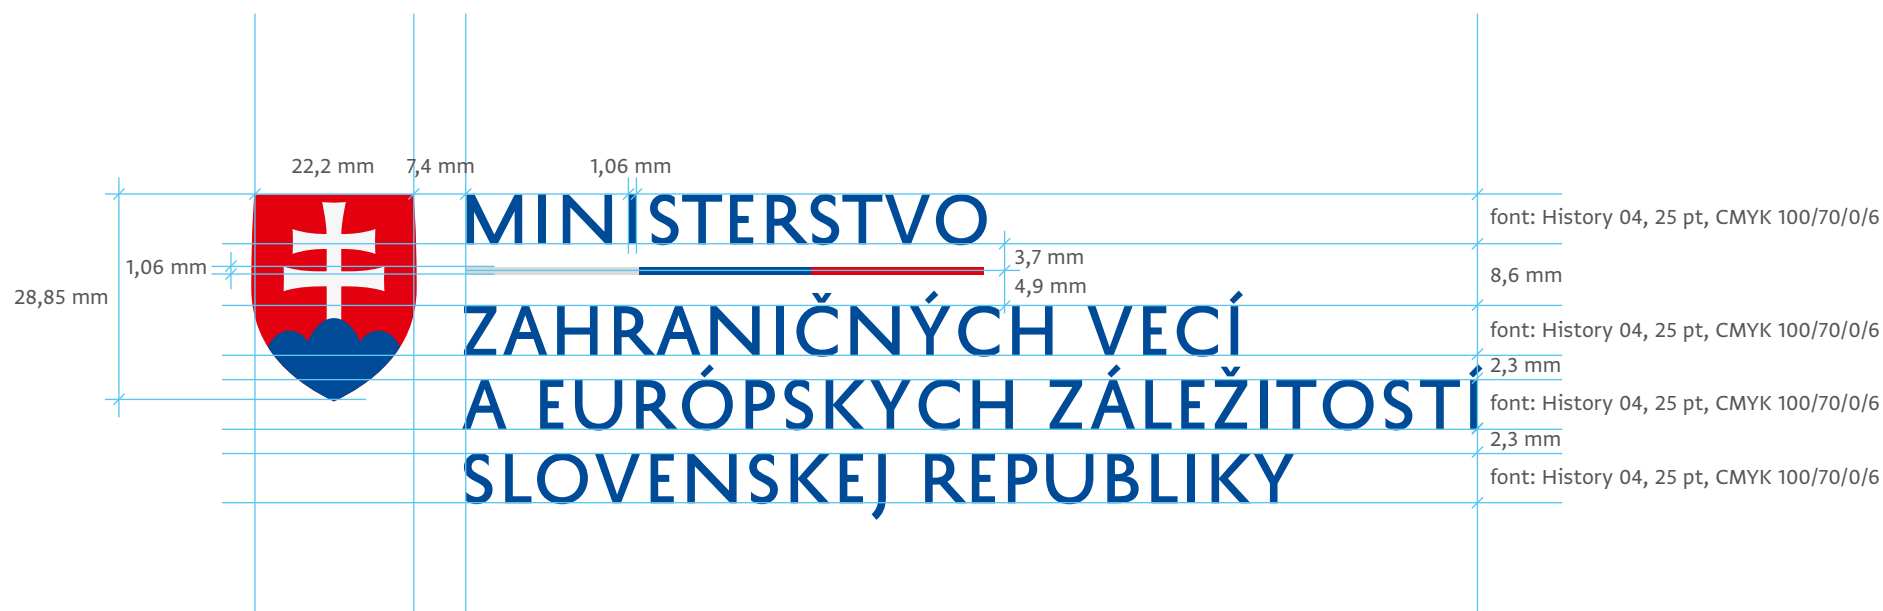 22,2 mm 7,4 mm 1,06 mm
MINISTERSTVO
font: History 04, 25 pt, CMYK 100/70/0/6
3,7 mm
1,06 mm
8,6 mm
4,9 mm
28,85 mm
ZAHRANIČNÝCH VECÍ
font: History 04, 25 pt, CMYK 100/70/0/6
2,3 mm
A EURÓPSKYCH ZÁLEŽITOSTÍ
font: History 04, 25 pt, CMYK 100/70/0/6
2,3 mm
SLOVENSKEJ REPUBLIKY
font: History 04, 25 pt, CMYK 100/70/0/6